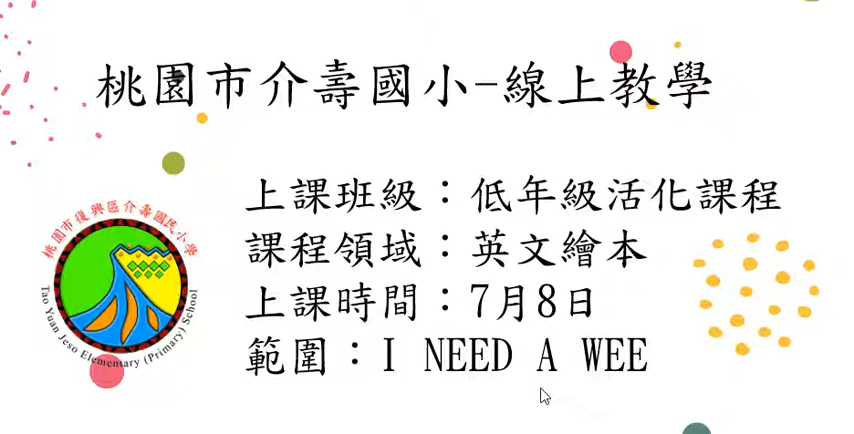 桃園市介壽國小-線上教學
上課班級：低年級活化課程
課程領域：英文繪本
上課時間：7月8日
範圍：I NEED A WEE
桃園市復興區介壽國民小學
Tao Yuan Jeso Elementary (Primary) School